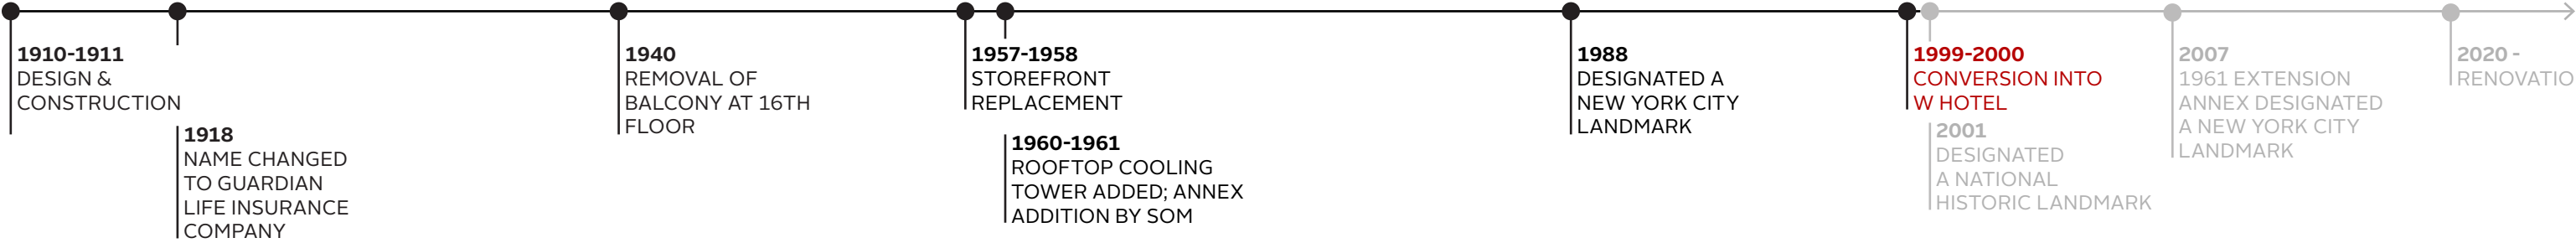 1910-1911
DESIGN &
CONSTRUCTION
1918
NAME CHANGED
TO GUARDIAN
LIFE INSURANCE
COMPANY
1940
REMOVAL OF
BALCONY AT 16TH
FLOOR
1957-1958
STOREFRONT
REPLACEMENT
1960-1961
ROOFTOP COOLING
TOWER ADDED; ANNEX
ADDITION BY SOM
1988
DESIGNATED A
NEW YORK CITY
LANDMARK
1999-2000
CONVERSION INTO
W HOTEL
2001
DESIGNATED
A NATIONAL
HISTORIC LANDMARK
2007
1961 EXTENSION
ANNEX DESIGNATED
A NEW YORK CITY
LANDMARK
2020 -
RENOVATIO